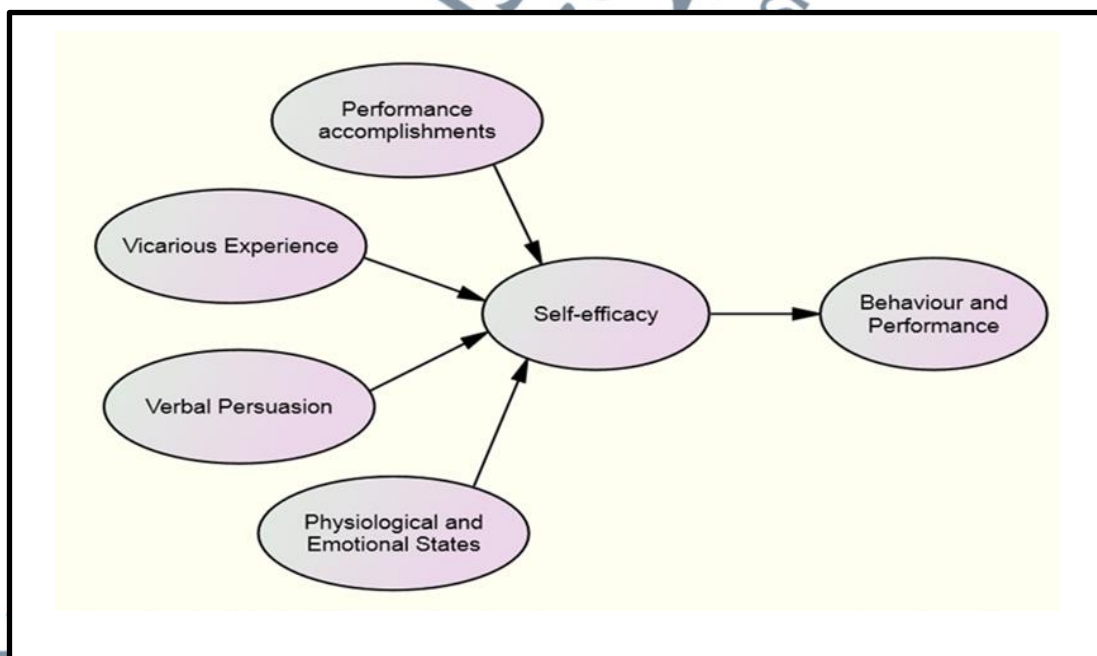 Performance
accomplishments
Vicarious Experience
Self-efficacy
Behaviour and
Performance
Verbal Persuasion
Physiological and
Emotional States